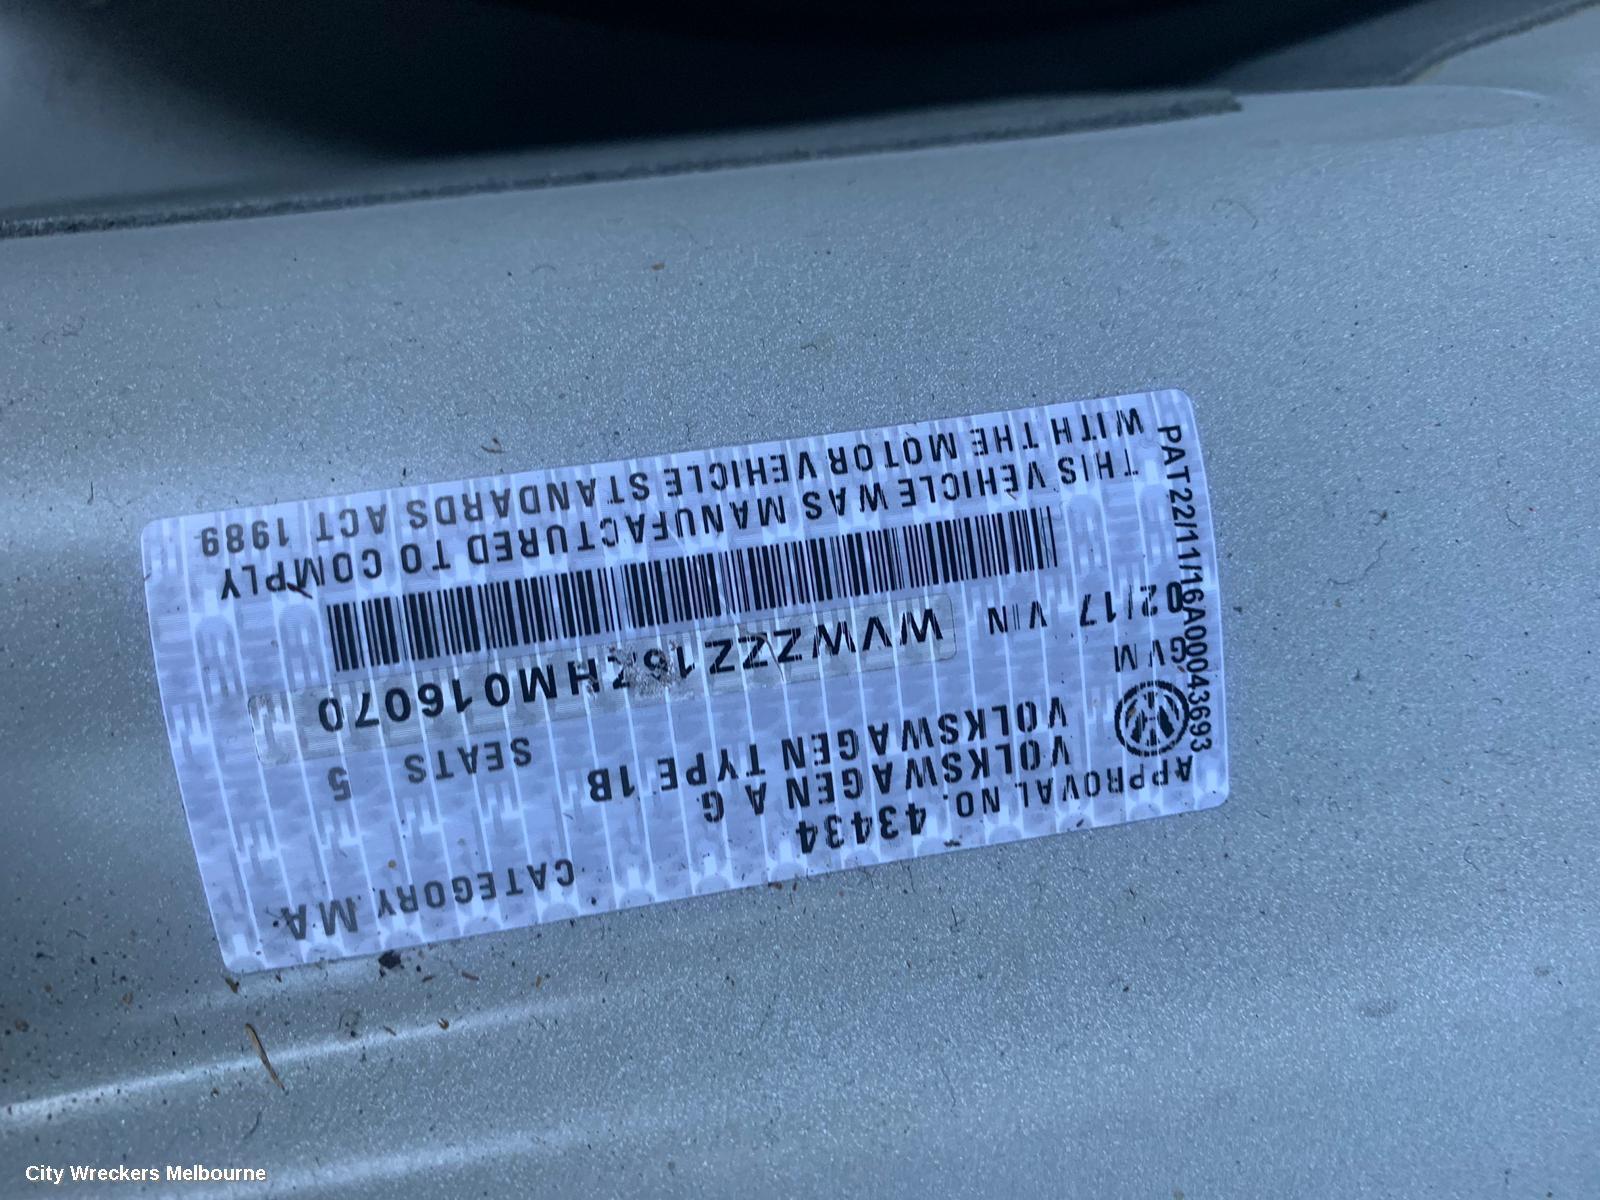 APPROVAL NO. 43434 CATEGORY MA
VOLKSWAGEN A G
VOLKSWAGEN TYPE 1B SEATS 5
GVM
02/17 VIN WVWZZZ16ZHM016070
THIS VEHICLE WAS MANUFACTURED TO COMPLY
WITH THE MOTOR VEHICLE STANDARDS ACT 1989
PAT22/11/16A00043693
City Wreckers Melbourne